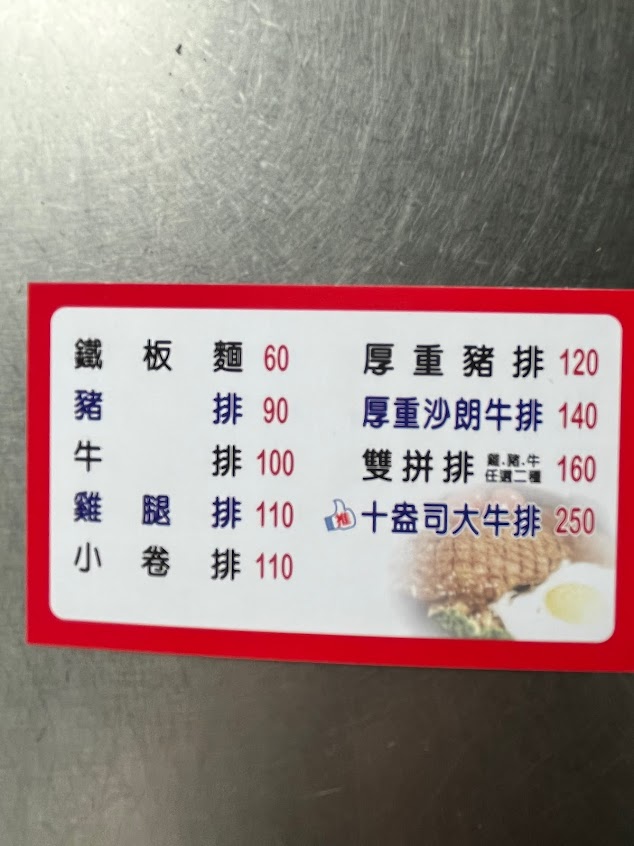 鐵板麵 60
豬排 90
牛排 100
雞腿排 110
小卷排 110
厚重豬排 120
厚重沙朗牛排 140
雙拼排 雞.豬.牛 任選二種 160
推 十盎司大牛排 250